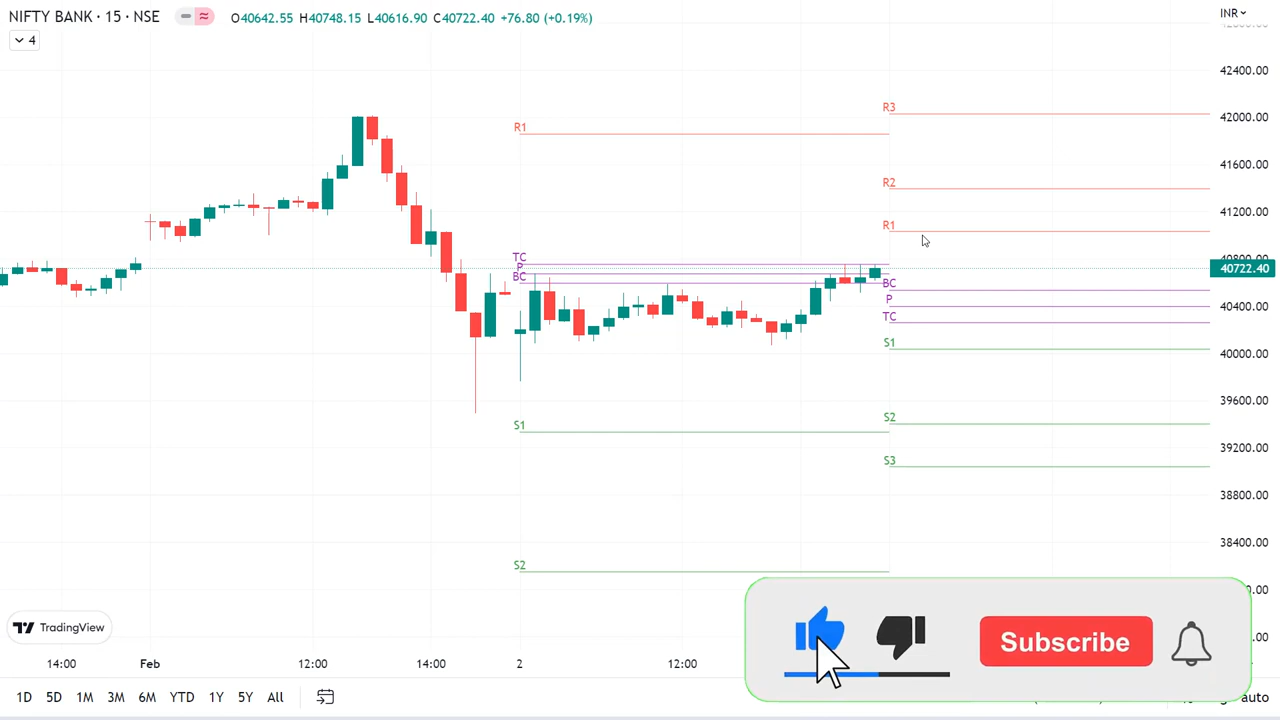 NIFTY BANK · 15 · NSE
O40642.55 H40748.15 L40616.90 C40722.40 +76.80 (+0.19%)
INR
4
42400.00
R3
42000.00
R1
41600.00
R2
41200.00
R1
TC
P
BC
40722.40
BC
P
40400.00
TC
S1
40000.00
39600.00
S2
S1
39200.00
S3
38800.00
38400.00
S2
TradingView
Subscribe
14:00 Feb 12:00 14:00 2 12:00
1D 5D 1M 3M 6M YTD 1Y 5Y All
auto